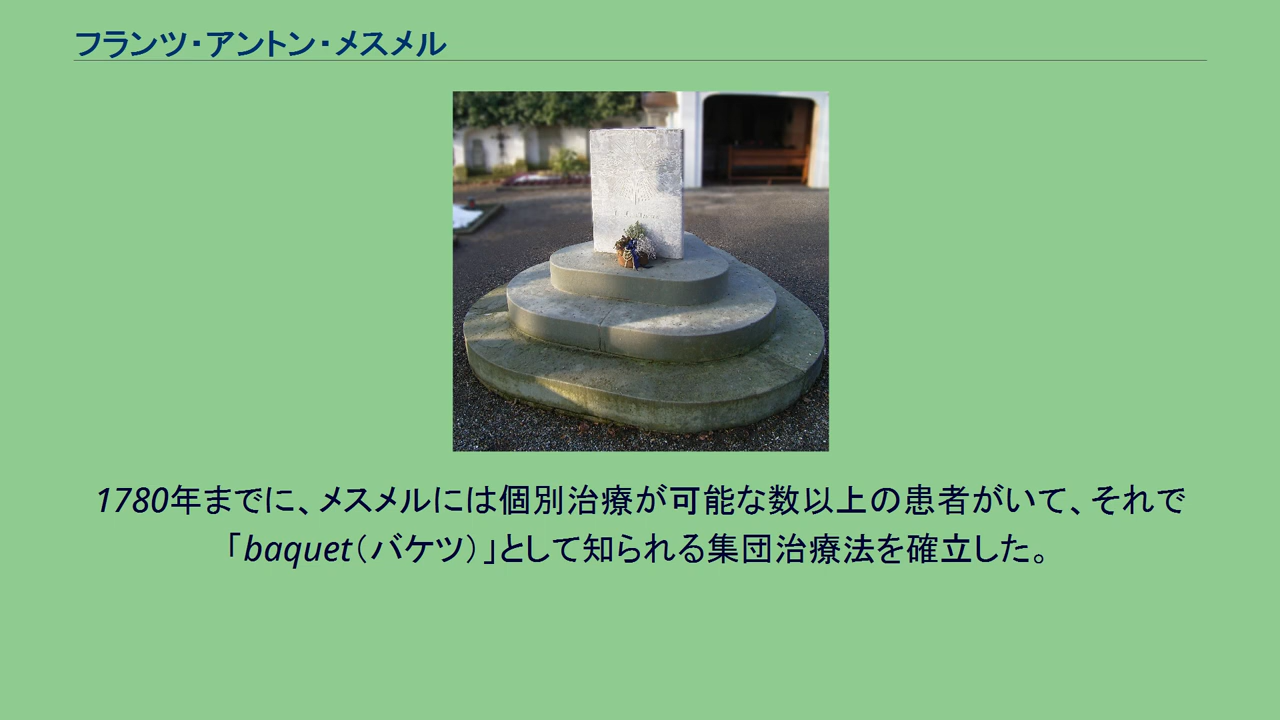 フランツ・アントン・メスメル
1780年までに、メスメルには個別治療が可能な数以上の患者がいて、それで
「baquet（バケツ）」として知られる集団治療法を確立した。